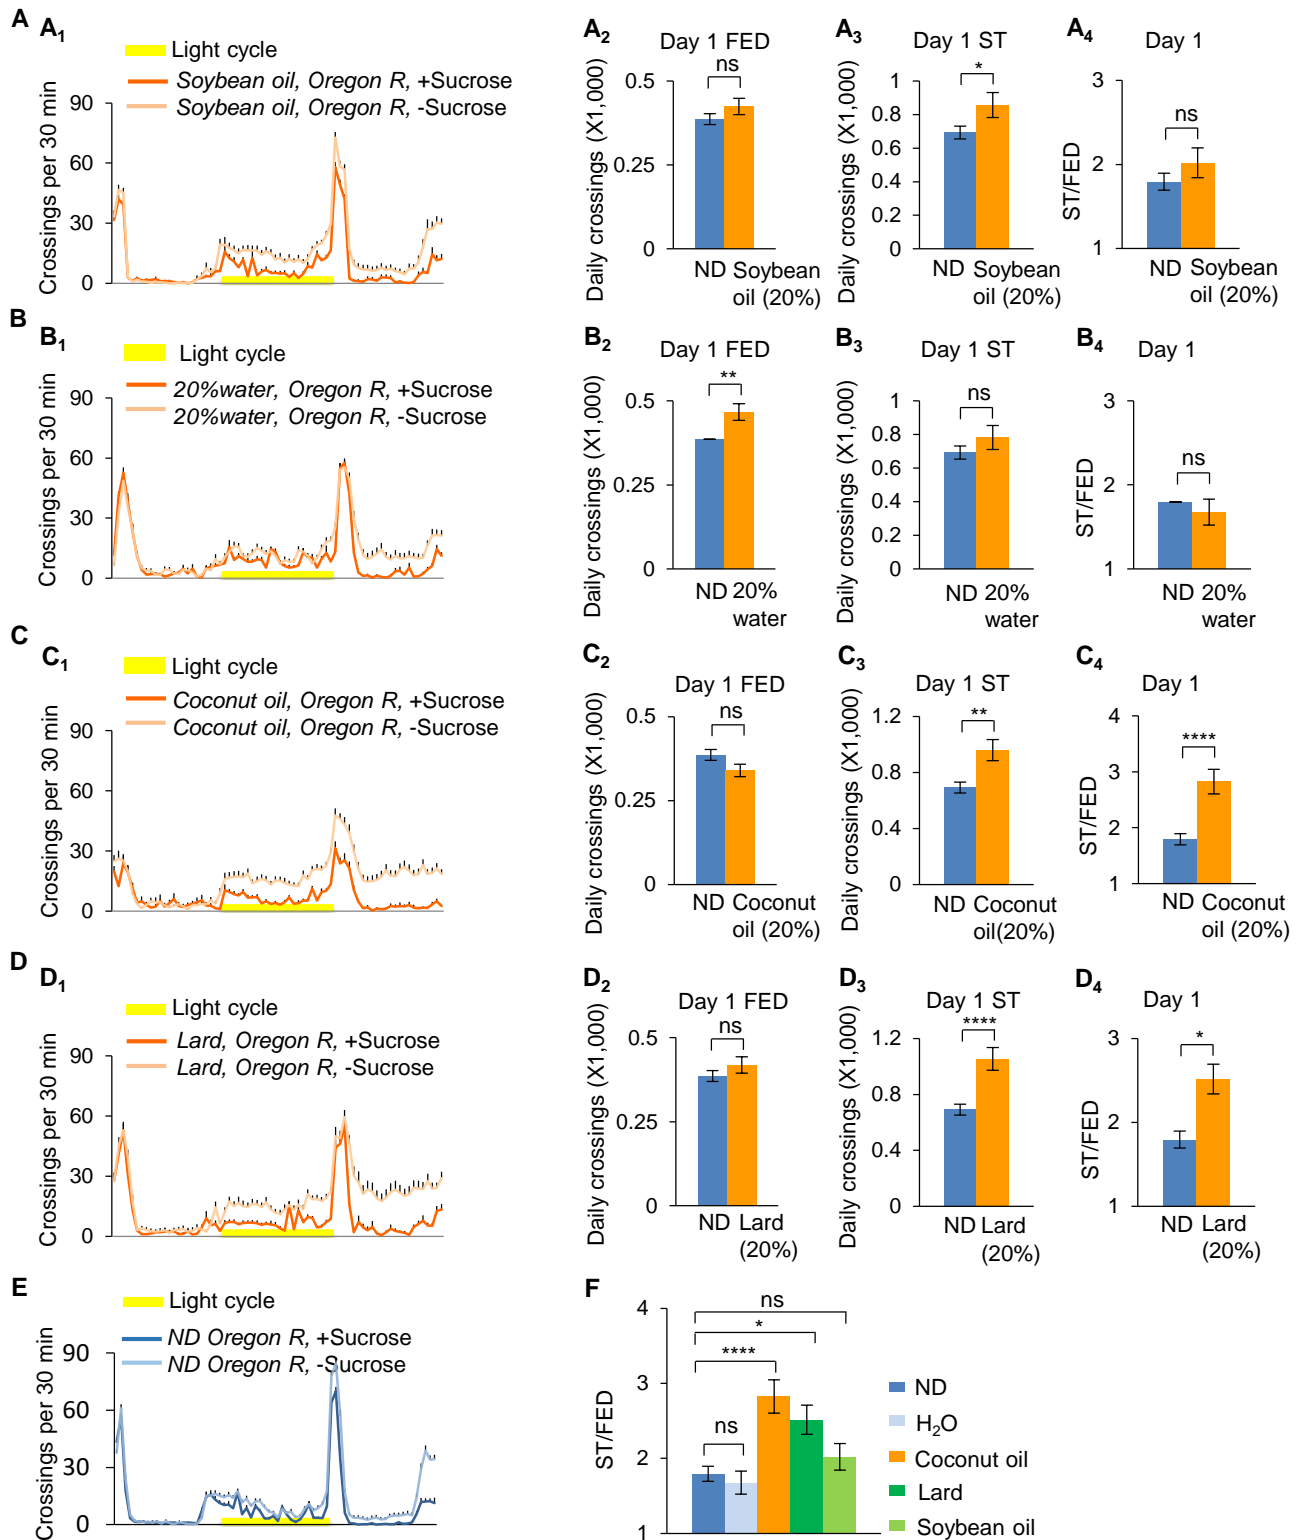 A
A1
Light cycle
Soybean oil, Oregon R, +Sucrose
Soybean oil, Oregon R, -Sucrose
Crossings per 30 min
90
60
30
0
A2
Day 1 FED
ns
Daily crossings (X1,000)
0.5
0.25
0
ND Soybean
oil (20%)
A3
Day 1 ST
*
Daily crossings (X1,000)
1
0.8
0.6
0.4
0.2
0
ND Soybean
oil (20%)
A4
Day 1
ns
ST/FED
3
2
1
ND Soybean
oil (20%)
B
B1
Light cycle
20%water, Oregon R, +Sucrose
20%water, Oregon R, -Sucrose
Crossings per 30 min
90
60
30
0
B2
Day 1 FED
**
Daily crossings (X1,000)
0.5
0.25
0
ND 20%
water
B3
Day 1 ST
ns
Daily crossings (X1,000)
1
0.8
0.6
0.4
0.2
0
ND 20%
water
B4
Day 1
ns
ST/FED
3
2
1
ND 20%
water
C
C1
Light cycle
Coconut oil, Oregon R, +Sucrose
Coconut oil, Oregon R, -Sucrose
Crossings per 30 min
90
60
30
0
C2
Day 1 FED
ns
Daily crossings (X1,000)
0.5
0.25
0
ND Coconut
oil (20%)
C3
Day 1 ST
**
Daily crossings (X1,000)
1.2
0.8
0.4
0
ND Coconut
oil(20%)
C4
Day 1
****
ST/FED
4
3
2
1
ND Coconut
oil (20%)
D
D1
Light cycle
Lard, Oregon R, +Sucrose
Lard, Oregon R, -Sucrose
Crossings per 30 min
90
60
30
0
D2
Day 1 FED
ns
Daily crossings (X1,000)
0.5
0.25
0
ND Lard
(20%)
D3
Day 1 ST
****
Daily crossings (X1,000)
1.2
0.8
0.4
0
ND Lard
(20%)
D4
Day 1
*
ST/FED
3
2
1
ND Lard
(20%)
E
Light cycle
ND Oregon R, +Sucrose
ND Oregon R, -Sucrose
Crossings per 30 min
90
60
30
0
F
ns
*
****
ns
ST/FED
4
3
2
1
ND
H2O
Coconut oil
Lard
Soybean oil